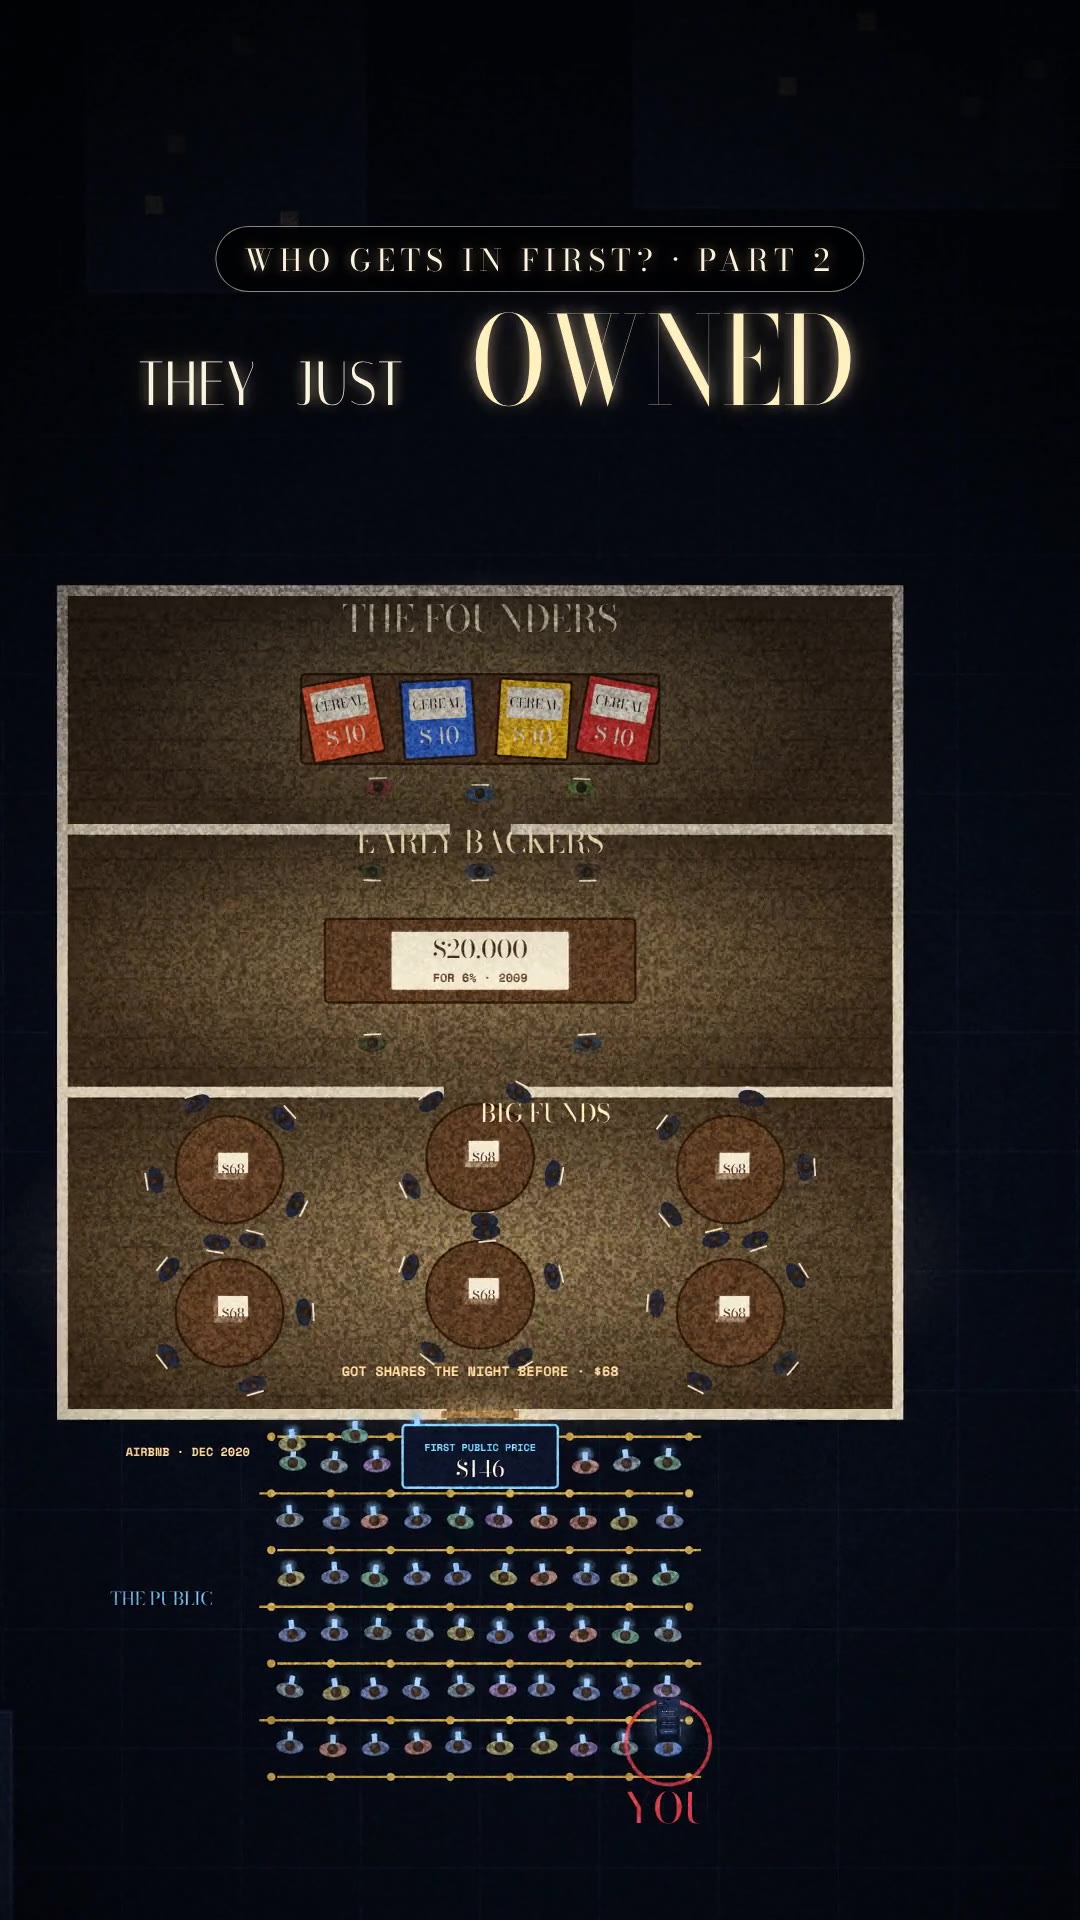 WHO GETS IN FIRST? · PART 2
THEY JUST OWNED
THE FOUNDERS
CEREAL CEREAL CEREAL CEREAL
$40 $40 $40 $40
EARLY BACKERS
$20,000
FOR 6% · 2009
BIG FUNDS
$68 $68 $68
$68 $68 $68
GOT SHARES THE NIGHT BEFORE · $68
AIRBNB · DEC 2020
FIRST PUBLIC PRICE
$146
THE PUBLIC
YOU